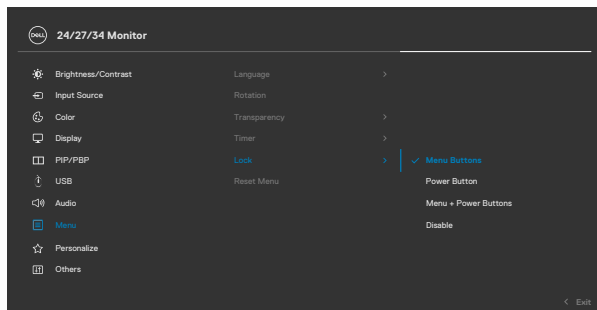 DELL 24/27/34 Monitor
Brightness/Contrast Language
Input Source Rotation
Color Transparency
Display Timer
PIP/PBP Lock Menu Buttons
USB Reset Menu Power Button
Audio Menu + Power Buttons
Menu Disable
Personalize
Others
Exit